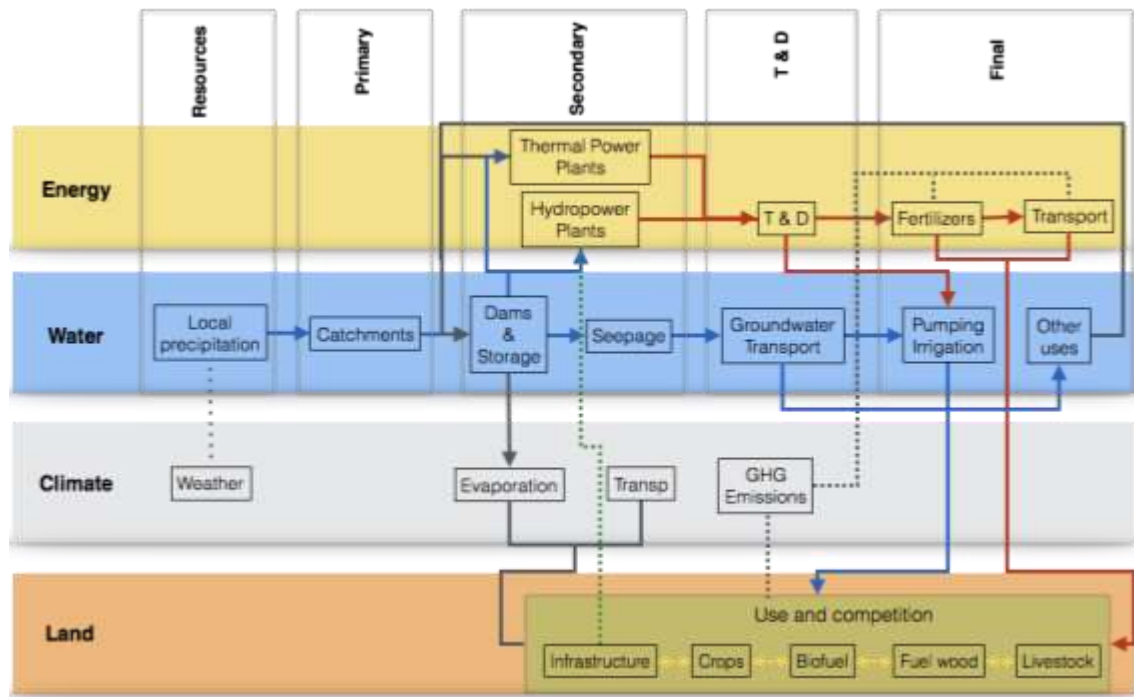 Resources
Primary
Secondary
T & D
Final
Energy
Thermal Power
Plants
Hydropower
Plants
T & D
Fertilizers
Transport
Water
Local
precipitation
Catchments
Dams
&
Storage
Seepage
Groundwater
Transport
Pumping
Irrigation
Other
uses
Climate
Weather
Evaporation
Transp
GHG
Emissions
Land
Use and competition
Infrastructure
Crops
Biofuel
Fuel wood
Livestock